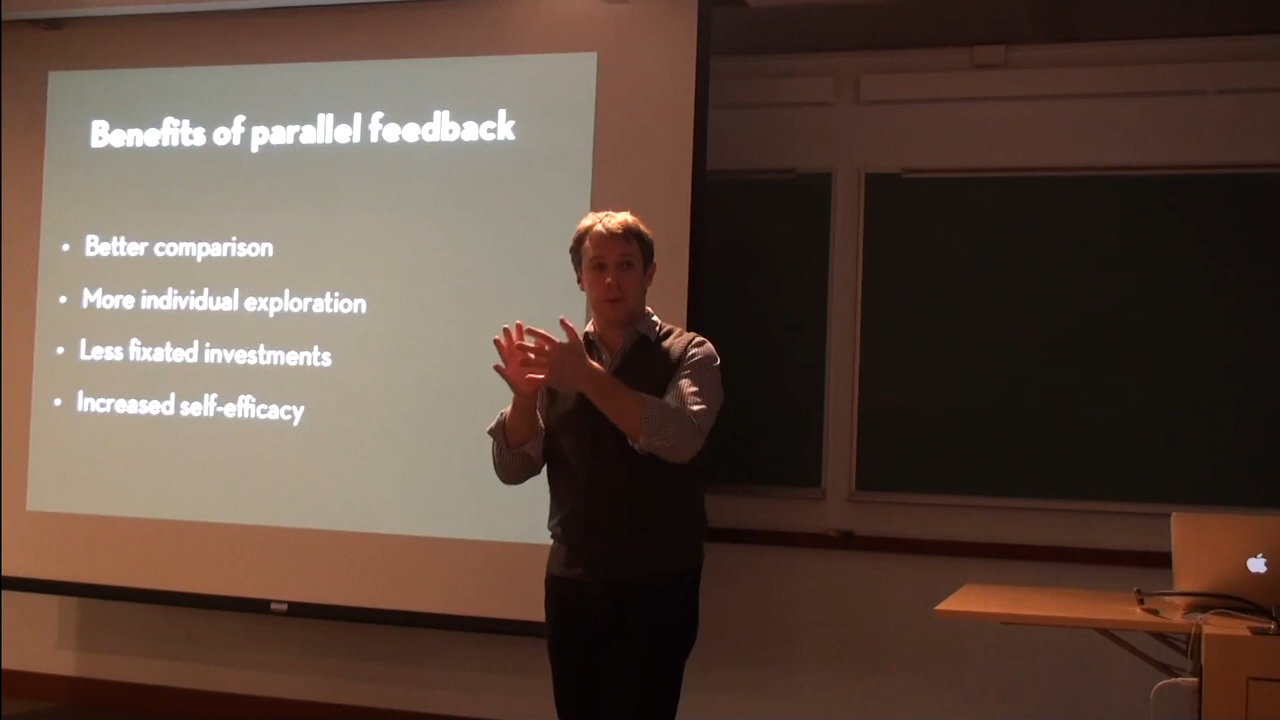 Benefits of parallel feedback
• Better comparison
• More individual exploration
• Less fixated investments
• Increased self-efficacy